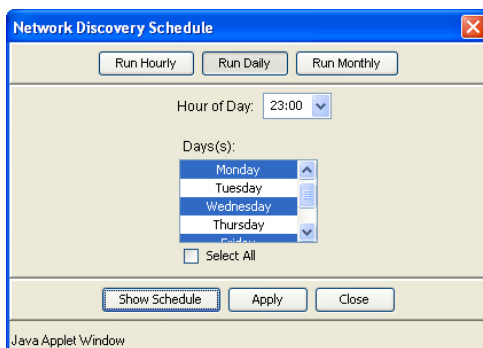 Network Discovery Schedule
Run Hourly Run Daily Run Monthly
Hour of Day: 23:00
Days(s):
Monday
Tuesday
Wednesday
Thursday
Friday
Select All
Show Schedule Apply Close
Java Applet Window